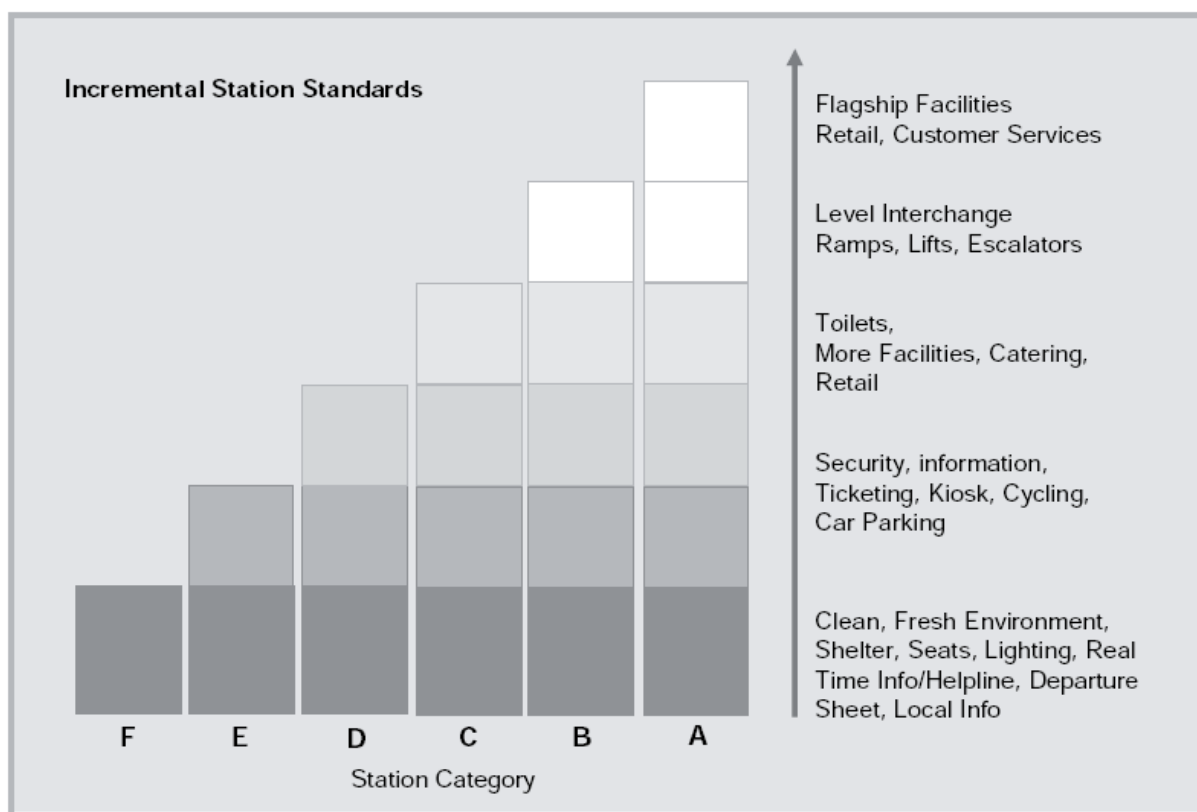 Incremental Station Standards
Flagship Facilities
Retail, Customer Services
Level Interchange
Ramps, Lifts, Escalators
Toilets,
More Facilities, Catering,
Retail
Security, information,
Ticketing, Kiosk, Cycling,
Car Parking
Clean, Fresh Environment,
Shelter, Seats, Lighting, Real
Time Info/Helpline, Departure
Sheet, Local Info
F E D C B A
Station Category